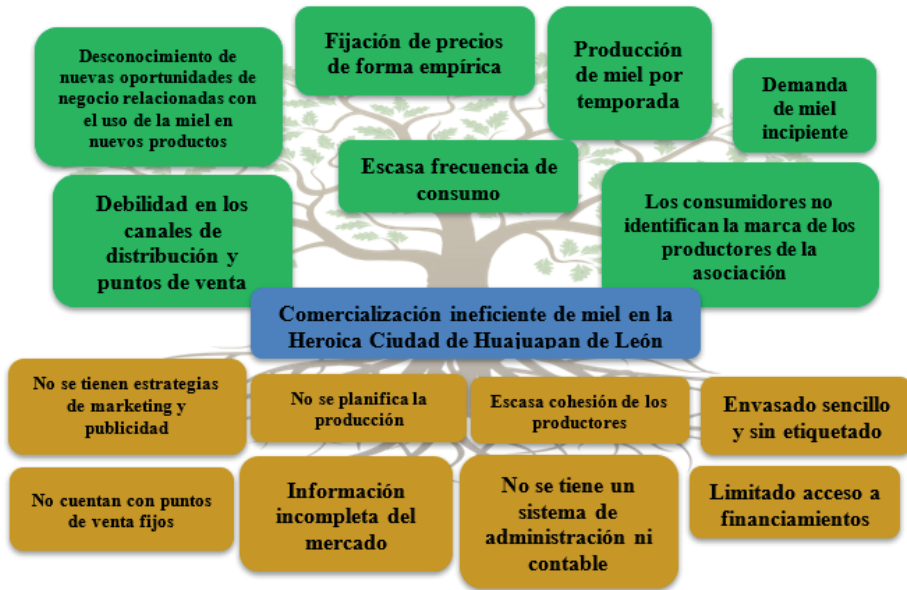 Desconocimiento de
nuevas oportunidades de
negocio relacionadas con
el uso de la miel en
nuevos productos
Fijación de precios
de forma empírica
Producción
de miel por
temporada
Demanda
de miel
incipiente
Escasa frecuencia de
consumo
Debilidad en los
canales de
distribución y
puntos de venta
Los consumidores no
identifican la marca de los
productores de la
asociación
Comercialización ineficiente de miel en la
Heroica Ciudad de Huajuapan de León
No se tienen estrategias
de marketing y
publicidad
No se planifica la
producción
Escasa cohesión de los
productores
Envasado sencillo
y sin etiquetado
No cuentan con puntos
de venta fijos
Información
incompleta del
mercado
No se tiene un
sistema de
administración ni
contable
Limitado acceso a
financiamientos